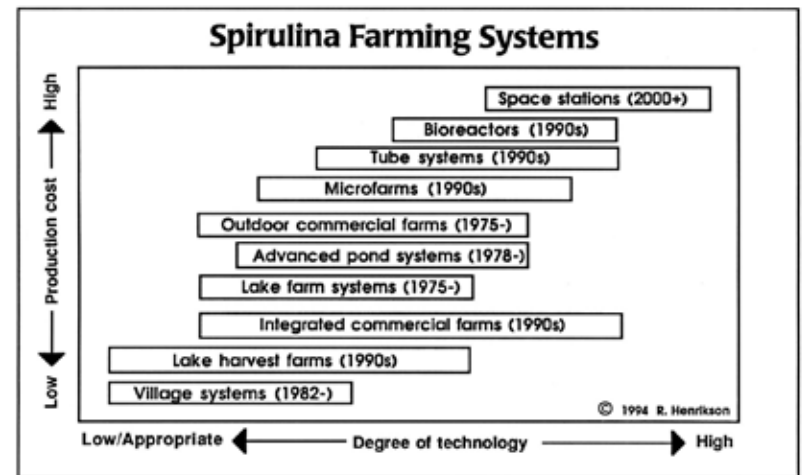 Spirulina Farming Systems
High
Production cost
Low
Space stations (2000+)
Bioreactors (1990s)
Tube systems (1990s)
Microfarms (1990s)
Outdoor commercial farms (1975-)
Advanced pond systems (1978-)
Lake farm systems (1975-)
Integrated commercial farms (1990s)
Lake harvest farms (1990s)
Village systems (1982-)
© 1994 R. Henrikson
Low/Appropriate Degree of technology High